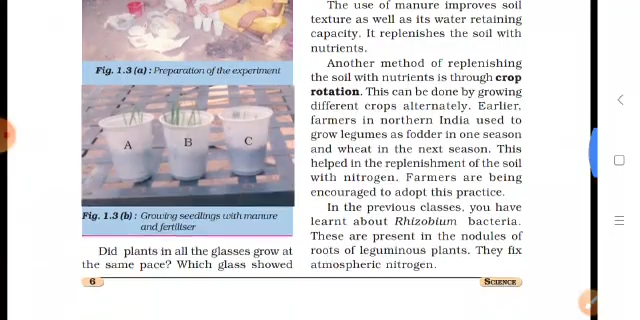 Fig. 1.3 (a) : Preparation of the experiment
A
B
C
Fig. 1.3 (b) : Growing seedlings with manure
and fertiliser
Did plants in all the glasses grow at
the same pace? Which glass showed
The use of manure improves soil
texture as well as its water retaining
capacity. It replenishes the soil with
nutrients.
Another method of replenishing
the soil with nutrients is through crop
rotation. This can be done by growing
different crops alternately. Earlier,
farmers in northern India used to
grow legumes as fodder in one season
and wheat in the next season. This
helped in the replenishment of the soil
with nitrogen. Farmers are being
encouraged to adopt this practice.
In the previous classes, you have
learnt about Rhizobium bacteria.
These are present in the nodules of
roots of leguminous plants. They fix
atmospheric nitrogen.
6
SCIENCE